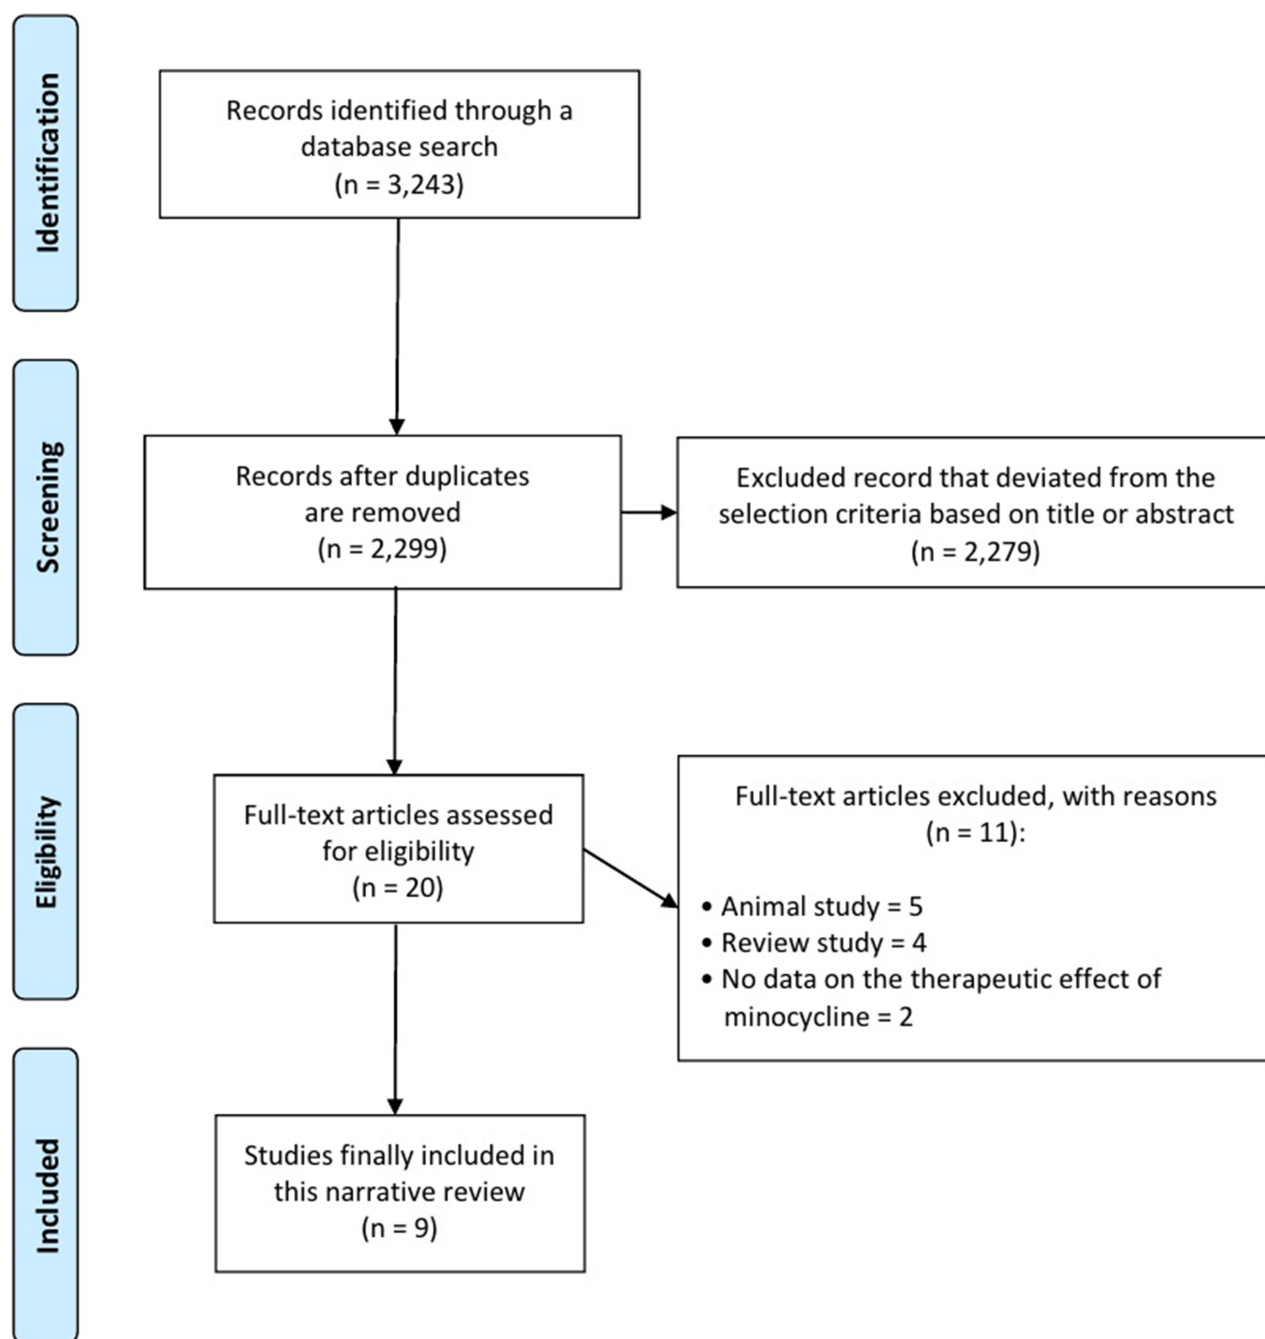 Identification
Records identified through a
database search
(n = 3,243)
Screening
Records after duplicates
are removed
(n = 2,299)
Excluded record that deviated from the
selection criteria based on title or abstract
(n = 2,279)
Eligibility
Full-text articles assessed
for eligibility
(n = 20)
Full-text articles excluded, with reasons
(n = 11):
• Animal study = 5
• Review study = 4
• No data on the therapeutic effect of
minocycline = 2
Included
Studies finally included in
this narrative review
(n = 9)